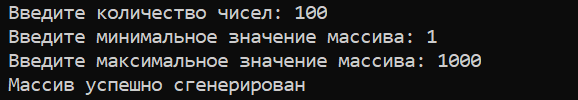 Введите количество чисел: 100
Введите минимальное значение массива: 1
Введите максимальное значение массива: 1000
Массив успешно сгенерирован